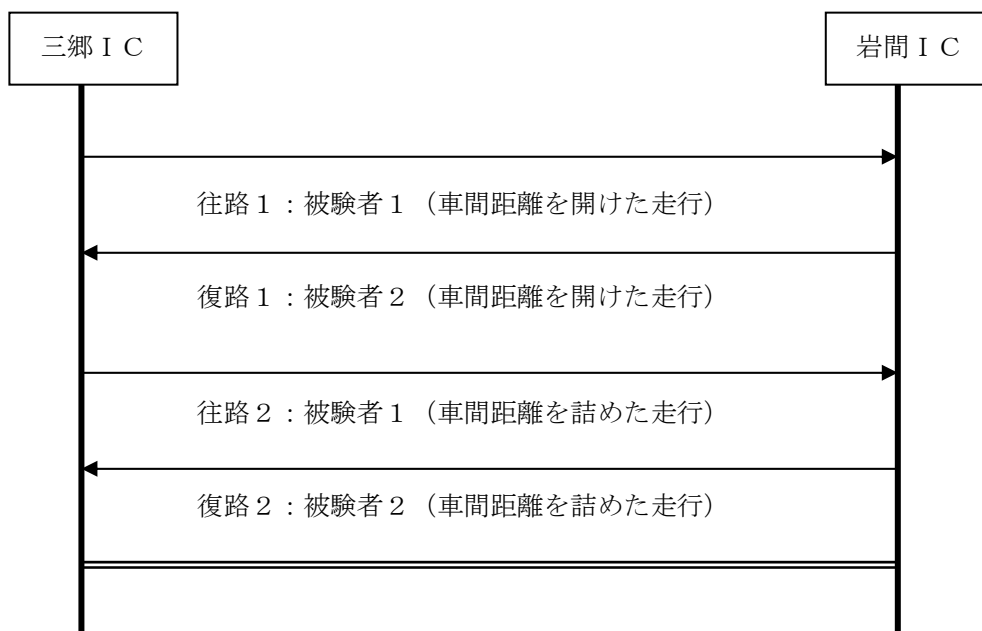 三郷ＩＣ
岩間ＩＣ
往路１：被験者１（車間距離を開けた走行）
復路１：被験者２（車間距離を開けた走行）
往路２：被験者１（車間距離を詰めた走行）
復路２：被験者２（車間距離を詰めた走行）